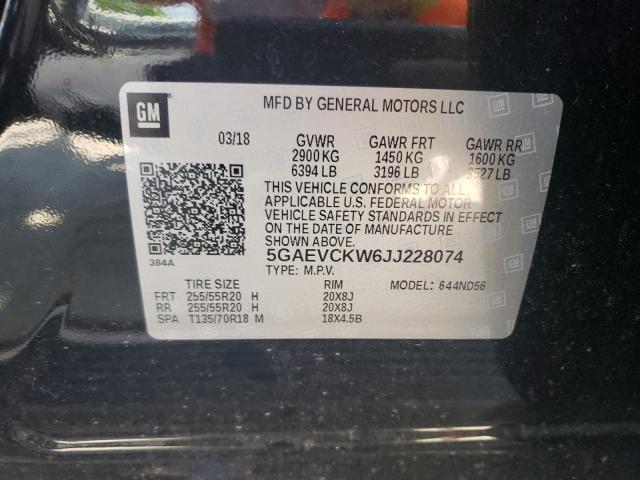 GM
MFD BY GENERAL MOTORS LLC
03/18 GVWR GAWR FRT GAWR RR
2900 KG 1450 KG 1600 KG
6394 LB 3196 LB 3527 LB
THIS VEHICLE CONFORMS TO ALL
APPLICABLE U.S. FEDERAL MOTOR
VEHICLE SAFETY STANDARDS IN EFFECT
ON THE DATE OF MANUFACTURE
SHOWN ABOVE.
384A
5GAEVCKW6JJ228074
TYPE: M.P.V. MODEL: 644ND56
TIRE SIZE RIM
FRT 255/55R20 H 20X8J
RR 255/55R20 H 20X8J
SPA T135/70R18 M 18X4.5B